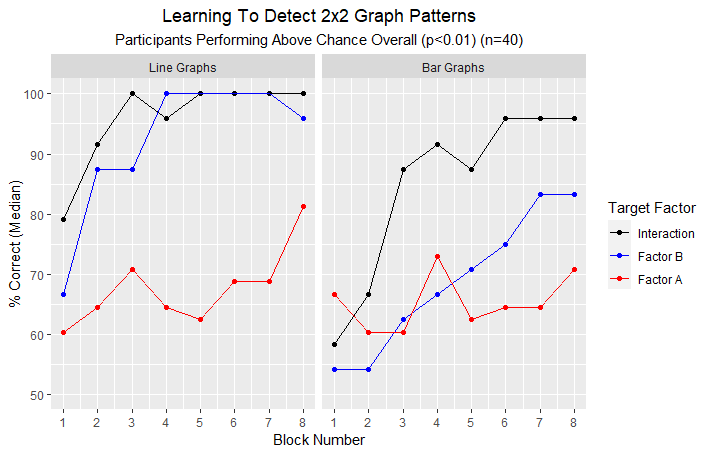 Learning To Detect 2x2 Graph Patterns
Participants Performing Above Chance Overall (p<0.01) (n=40)
Line Graphs
Bar Graphs
% Correct (Median)
100
90
80
70
60
50
1 2 3 4 5 6 7 8
1 2 3 4 5 6 7 8
Block Number
Target Factor
Interaction
Factor B
Factor A